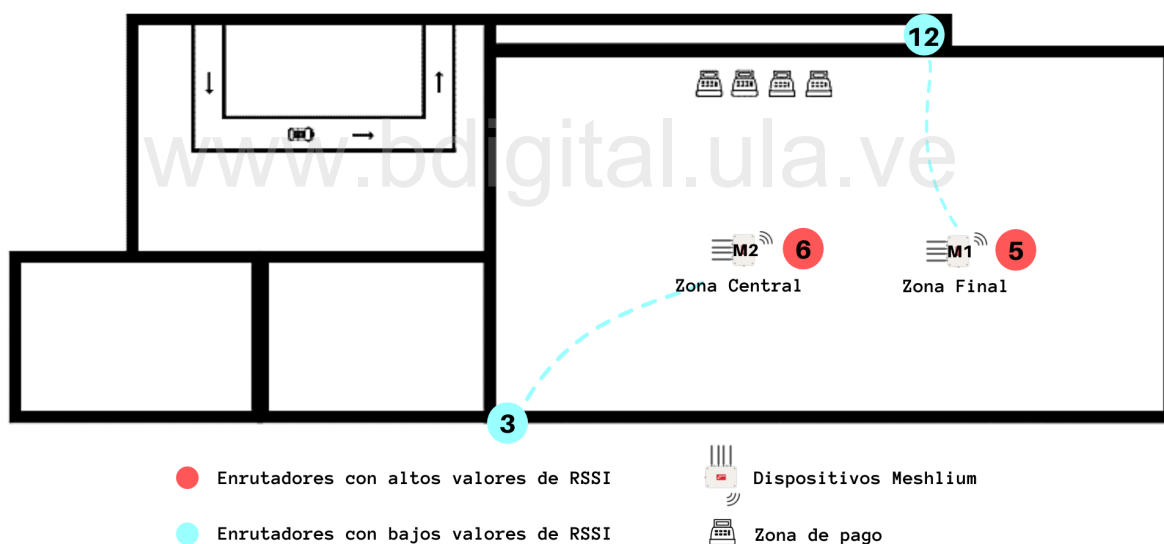 12
www.bdigital.ula.ve
M2 6 M1 5
Zona Central Zona Final
3
Enrutadores con altos valores de RSSI Dispositivos Meshlium
Enrutadores con bajos valores de RSSI Zona de pago